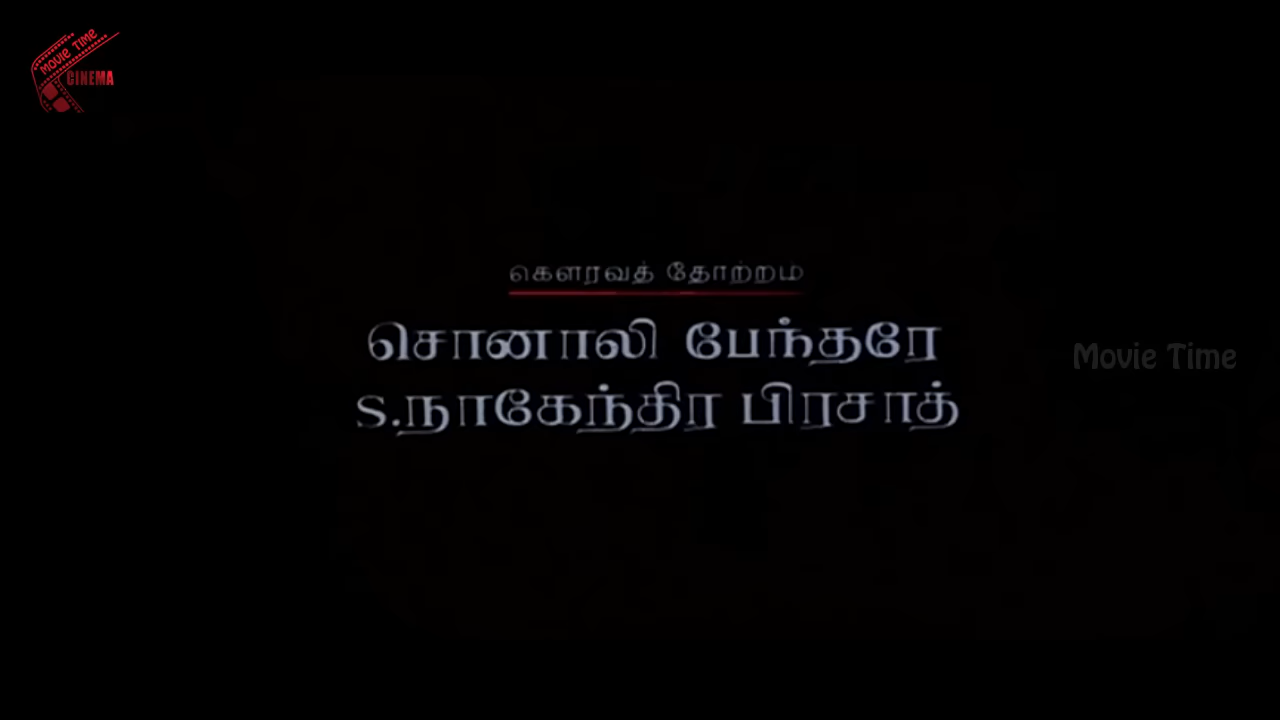 MOVIE TIME
CINEMA
கௌரவத் தோற்றம்
சொனாலி பேந்தரே
Movie Time
S.நாகேந்திர பிரசாத்